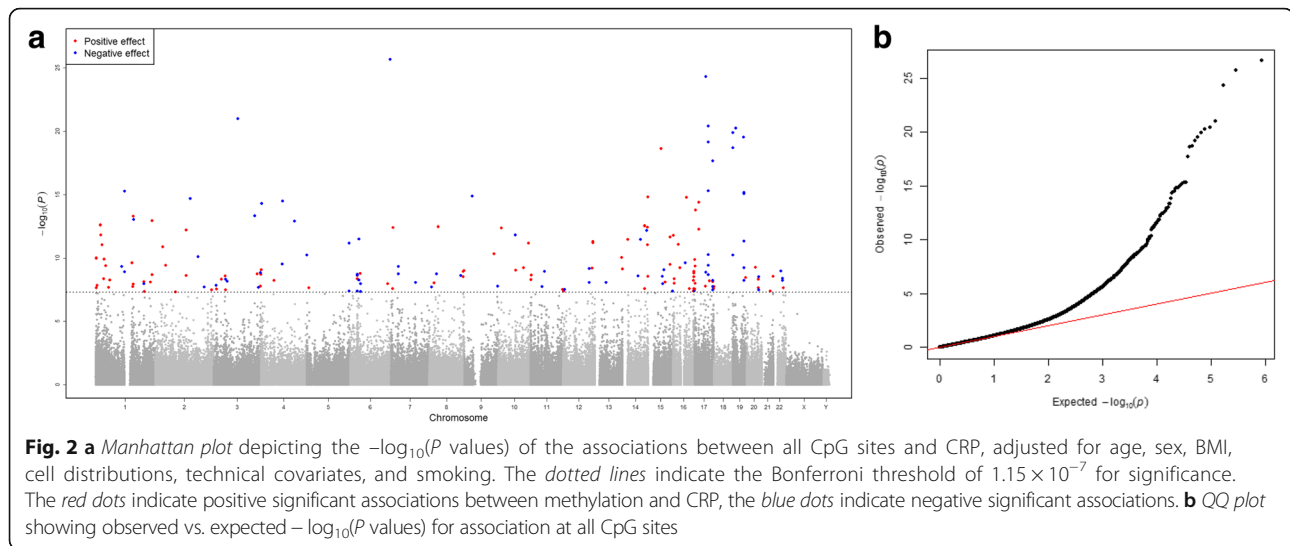 a
Positive effect
Negative effect
25
20
15
10
5
0
−log10(P)
1 2 3 4 5 6 7 8 9 10 11 12 13 14 15 16 17 18 19 20 21 22 X Y
Chromosome
b
25
20
15
10
5
0
Observed −log10(p)
0 1 2 3 4 5 6
Expected −log10(p)
Fig. 2 a Manhattan plot depicting the –log10(P values) of the associations between all CpG sites and CRP, adjusted for age, sex, BMI,
cell distributions, technical covariates, and smoking. The dotted lines indicate the Bonferroni threshold of 1.15 × 10−7 for significance.
The red dots indicate positive significant associations between methylation and CRP, the blue dots indicate negative significant associations. b QQ plot
showing observed vs. expected – log10(P values) for association at all CpG sites